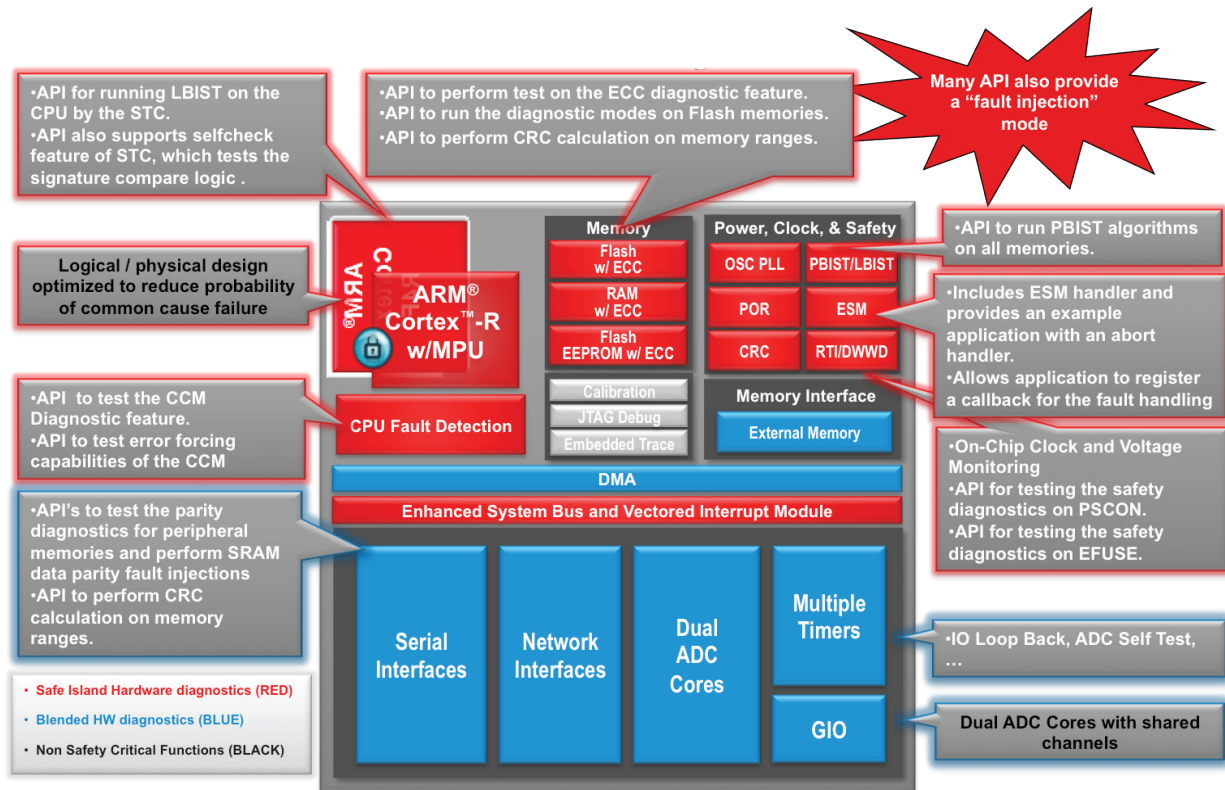 •API for running LBIST on the
CPU by the STC.
•API also supports selfcheck
feature of STC, which tests the
signature compare logic .
•API to perform test on the ECC diagnostic feature.
•API to run the diagnostic modes on Flash memories.
•API to perform CRC calculation on memory ranges.
Many API also provide
a “fault injection”
mode
Logical / physical design
optimized to reduce probability
of common cause failure
ARM®
ARM®
Cortex™-R
w/MPU
Memory
Flash
w/ ECC
RAM
w/ ECC
Flash
EEPROM w/ ECC
Power, Clock, & Safety
OSC PLL
PBIST/LBIST
POR
ESM
CRC
RTI/DWWD
•API to run PBIST algorithms
on all memories.
•Includes ESM handler and
provides an example
application with an abort
handler.
•Allows application to register
a callback for the fault handling
•API  to test the CCM
Diagnostic feature.
•API to test error forcing
capabilities of the CCM
CPU Fault Detection
Calibration
JTAG Debug
Embedded Trace
Memory Interface
External Memory
•On-Chip Clock and Voltage
Monitoring
•API for testing the safety
diagnostics on PSCON.
•API for testing the safety
diagnostics on EFUSE.
DMA
Enhanced System Bus and Vectored Interrupt Module
•API's to test the parity
diagnostics for peripheral
memories and perform SRAM
data parity fault injections
•API to perform CRC
calculation on memory
ranges.
Serial
Interfaces
Network
Interfaces
Dual
ADC
Cores
Multiple
Timers
GIO
•IO Loop Back, ADC Self Test,
…
Dual ADC Cores with shared
channels
• Safe Island Hardware diagnostics (RED)
• Blended HW diagnostics (BLUE)
• Non Safety Critical Functions (BLACK)